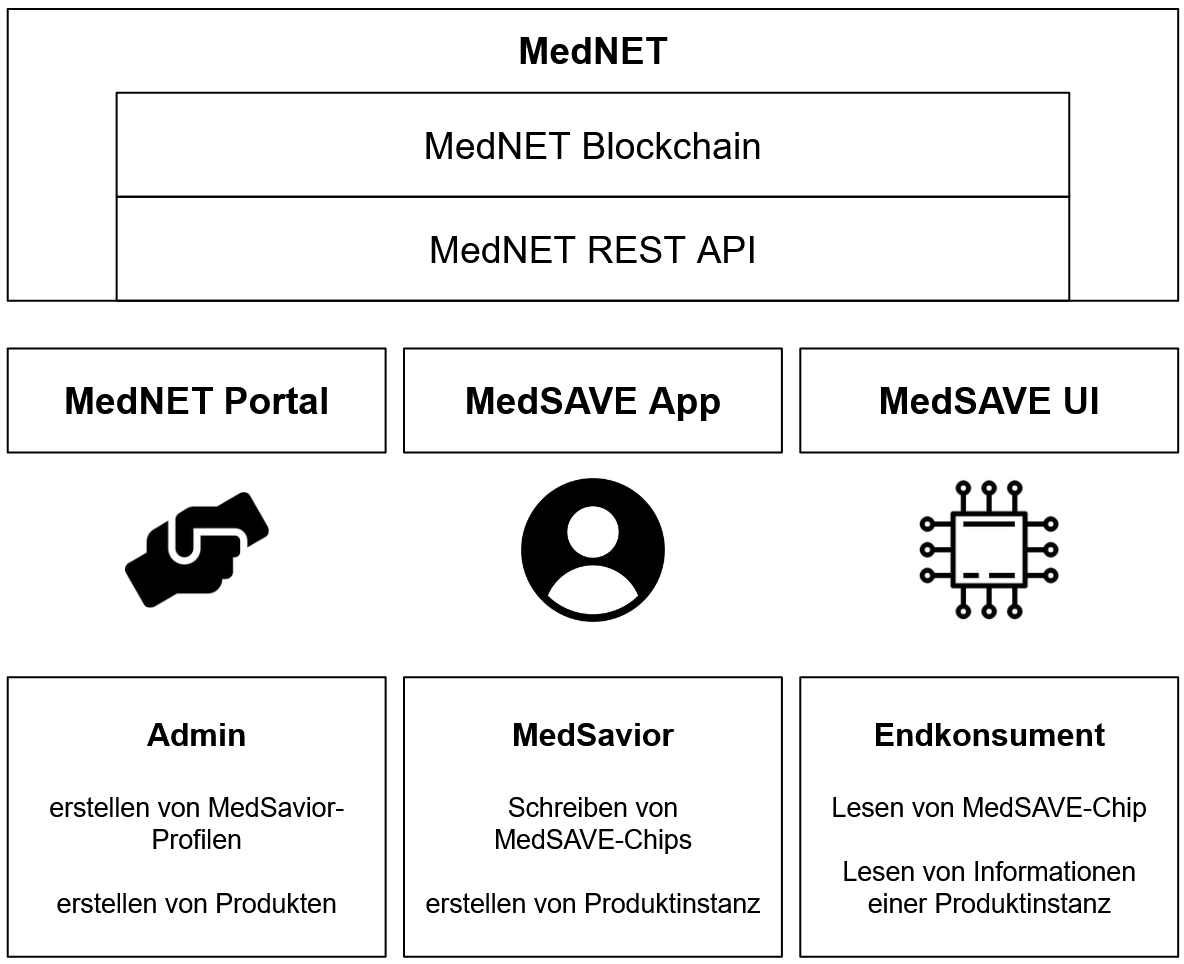 MedNET
MedNET Blockchain
MedNET REST API
MedNET Portal
MedSAVE App
MedSAVE UI
Admin
erstellen von MedSavior-
Profilen
erstellen von Produkten
MedSavior
Schreiben von
MedSAVE-Chips
erstellen von Produktinstanz
Endkonsument
Lesen von MedSAVE-Chip
Lesen von Informationen
einer Produktinstanz